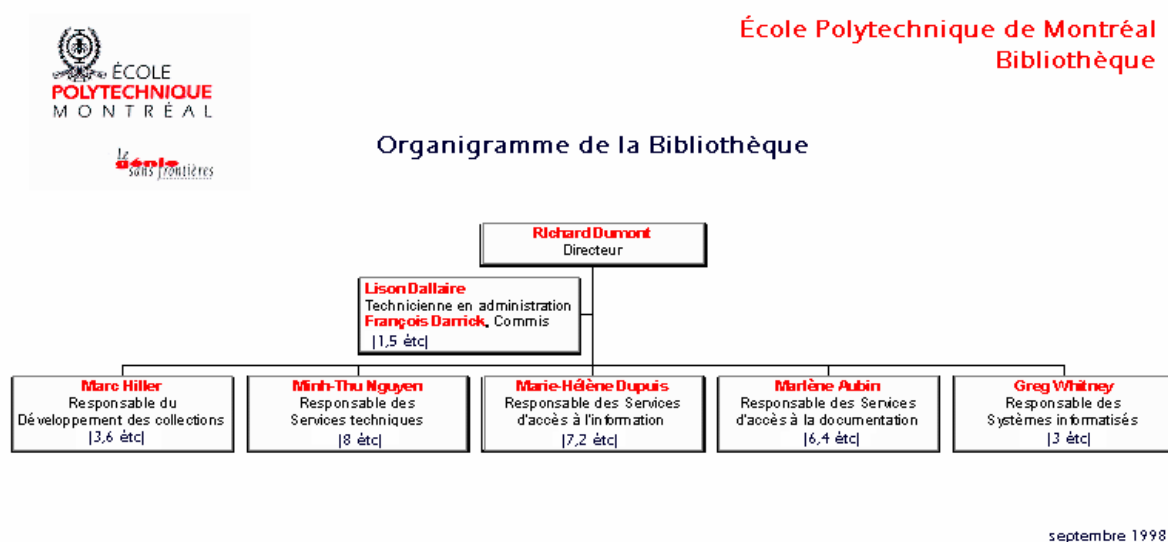 ÉCOLE
POLYTECHNIQUE
MONTRÉAL
Le
génie
sans frontières
École Polytechnique de Montréal
Bibliothèque
Organigramme de la Bibliothèque
Richard Dumont
Directeur
Lison Dallaire
Technicienne en administration
François Darrick, Commis
|1,5 étc|
Marc Hiller
Responsable du
Développement des collections
|3,6 étc|
Minh-Thu Nguyen
Responsable des
Services techniques
|8 étc|
Marie-Hélène Dupuis
Responsable des Services
d'accès à l'information
|7,2 étc|
Marlène Aubin
Responsable des Services
d'accès à la documentation
|6,4 étc|
Greg Whitney
Responsable des
Systèmes informatisés
|3 étc|
septembre 1998